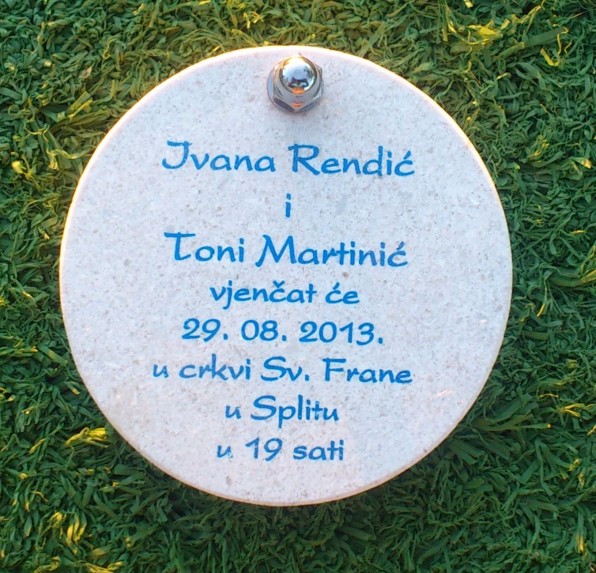 Ivana Rendić
i
Toni Martinić
vjenčat će
29. 08. 2013.
u crkvi Sv. Frane
u Splitu
u 19 sati